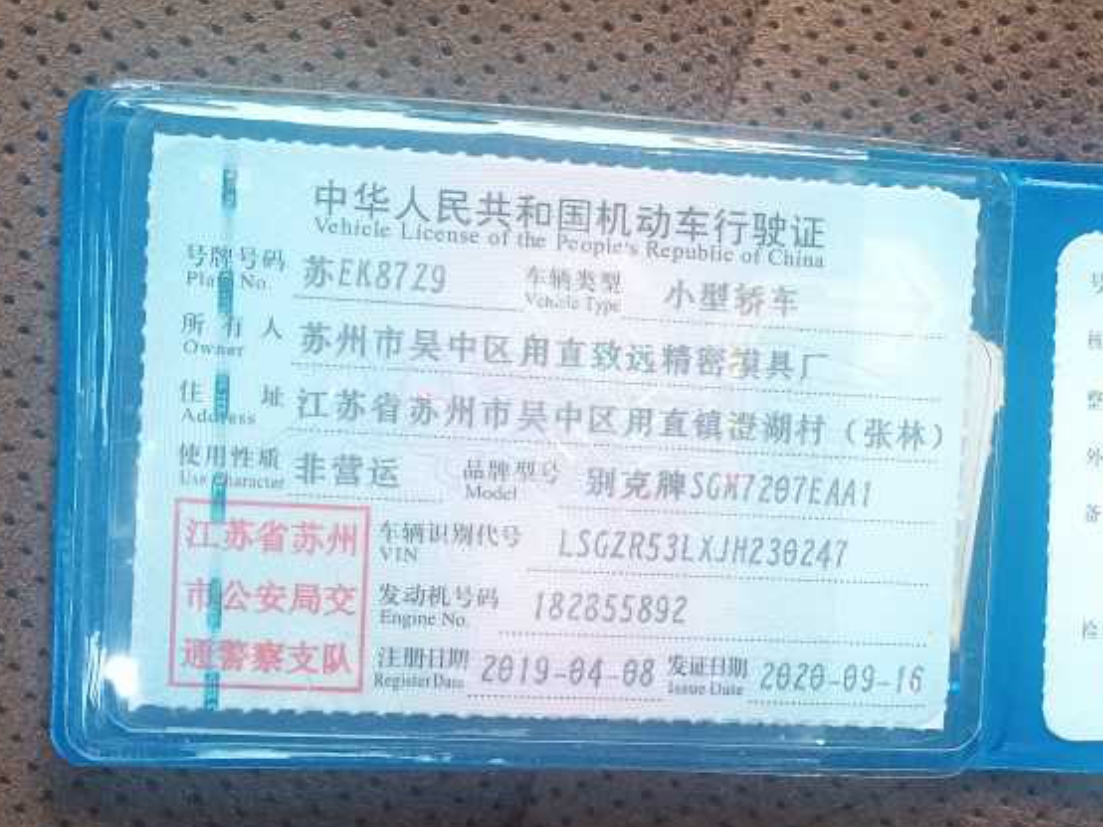 中华人民共和国机动车行驶证
Vehicle License of the People's Republic of China
号牌号码 苏EK87Z9 车辆类型 小型轿车
Plate No. Vehicle Type
所有人 苏州市吴中区甪直致远精密模具厂
Owner
住址 江苏省苏州市吴中区甪直镇澄湖村(张林)
Address
使用性质 非营运 品牌型号 别克牌SGM7207EAA1
Use Character Model
江苏省苏州 车辆识别代号 LSGZR53LXJH230247
VIN
市公安局交 发动机号码 182855892
Engine No.
通警察支队 注册日期 2019-04-08 发证日期 2020-09-16
Register Date Issue Date
核
整
外
备
检